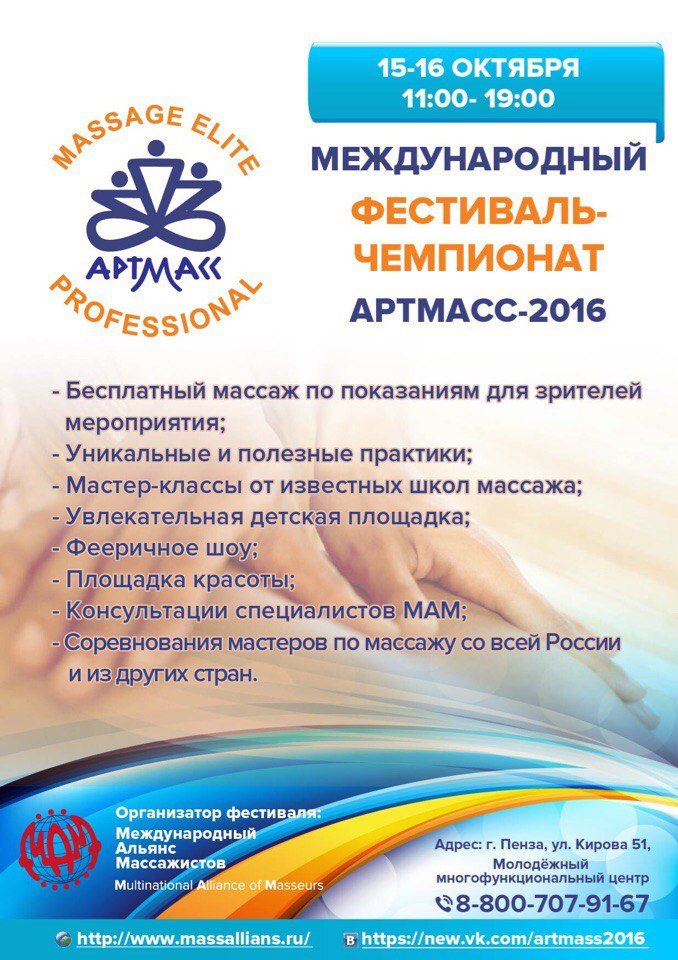 15-16 ОКТЯБРЯ
11:00- 19:00
MASSAGE ELITE
АРТМАСС
PROFESSIONAL
МЕЖДУНАРОДНЫЙ
ФЕСТИВАЛЬ-
ЧЕМПИОНАТ
АРТМАСС-2016
- Бесплатный массаж по показаниям для зрителей
мероприятия;
- Уникальные и полезные практики;
- Мастер-классы от известных школ массажа;
- Увлекательная детская площадка;
- Фееричное шоу;
- Площадка красоты;
- Консультации специалистов МАМ;
- Соревнования мастеров по массажу со всей России
и из других стран.
МАМ
Организатор фестиваля:
Международный
Альянс
Массажистов
Multinational Alliance of Masseurs
Адрес: г. Пенза, ул. Кирова 51,
Молодёжный
многофункциональный центр
8-800-707-91-67
http://www.massallians.ru/
В https://new.vk.com/artmass2016